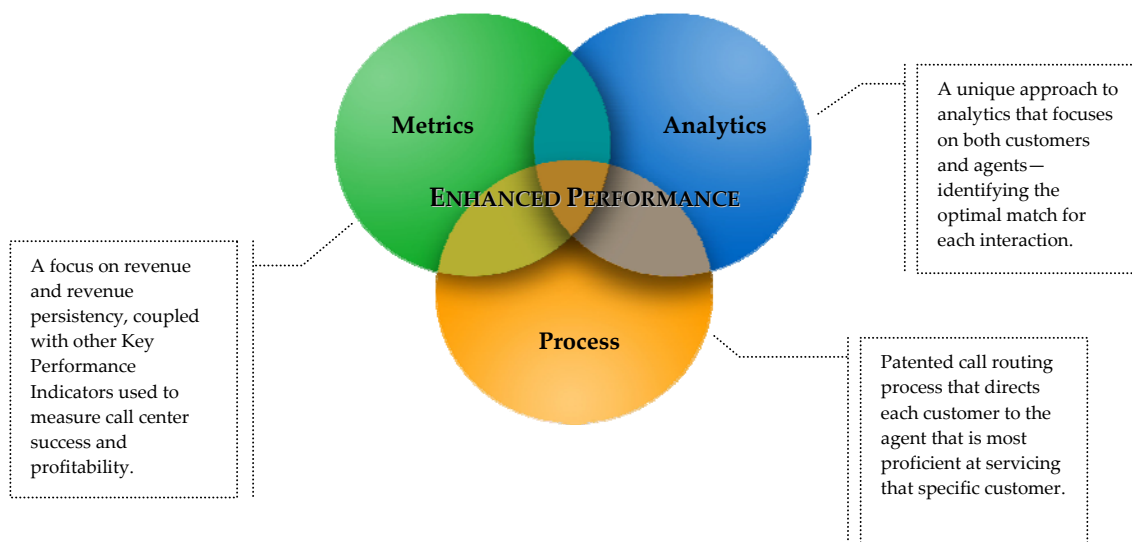 Metrics
Analytics
ENHANCED PERFORMANCE
Process
A unique approach to
analytics that focuses
on both customers
and agents—
identifying the
optimal match for
each interaction.
A focus on revenue
and revenue
persistency, coupled
with other Key
Performance
Indicators used to
measure call center
success and
profitability.
Patented call routing
process that directs
each customer to the
agent that is most
proficient at servicing
that specific customer.